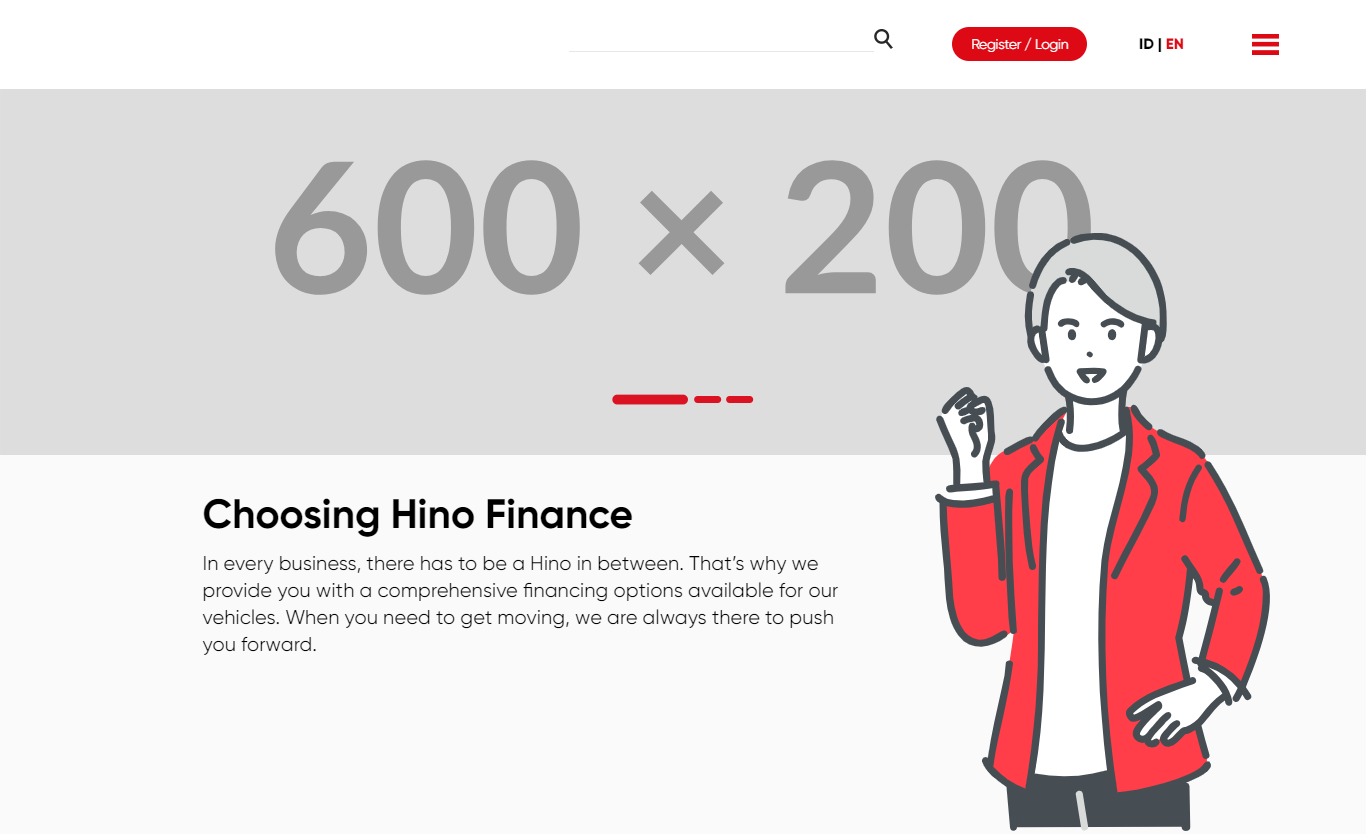 Register / Login
ID | EN
600 × 200
Choosing Hino Finance
In every business, there has to be a Hino in between. That’s why we
provide you with a comprehensive financing options available for our
vehicles. When you need to get moving, we are always there to push
you forward.